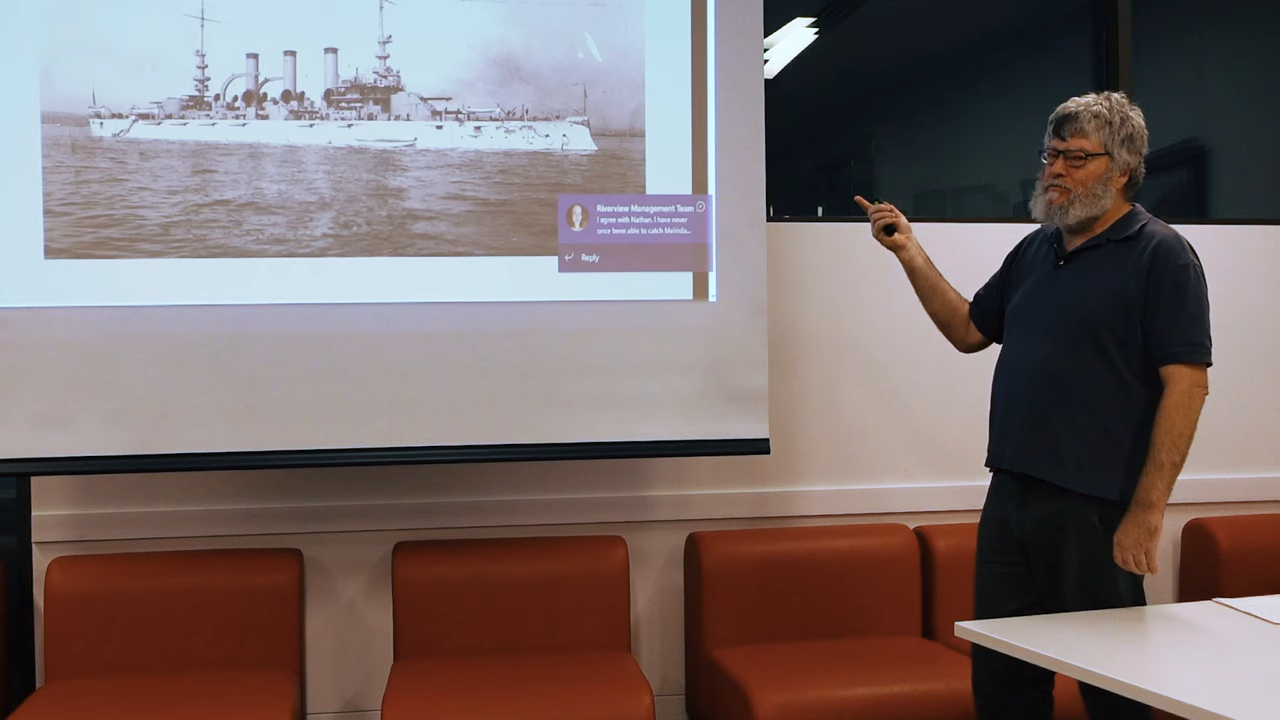 Riverview Management Team
I agree with Nathan. I have never
once been able to catch Melinda...
Reply